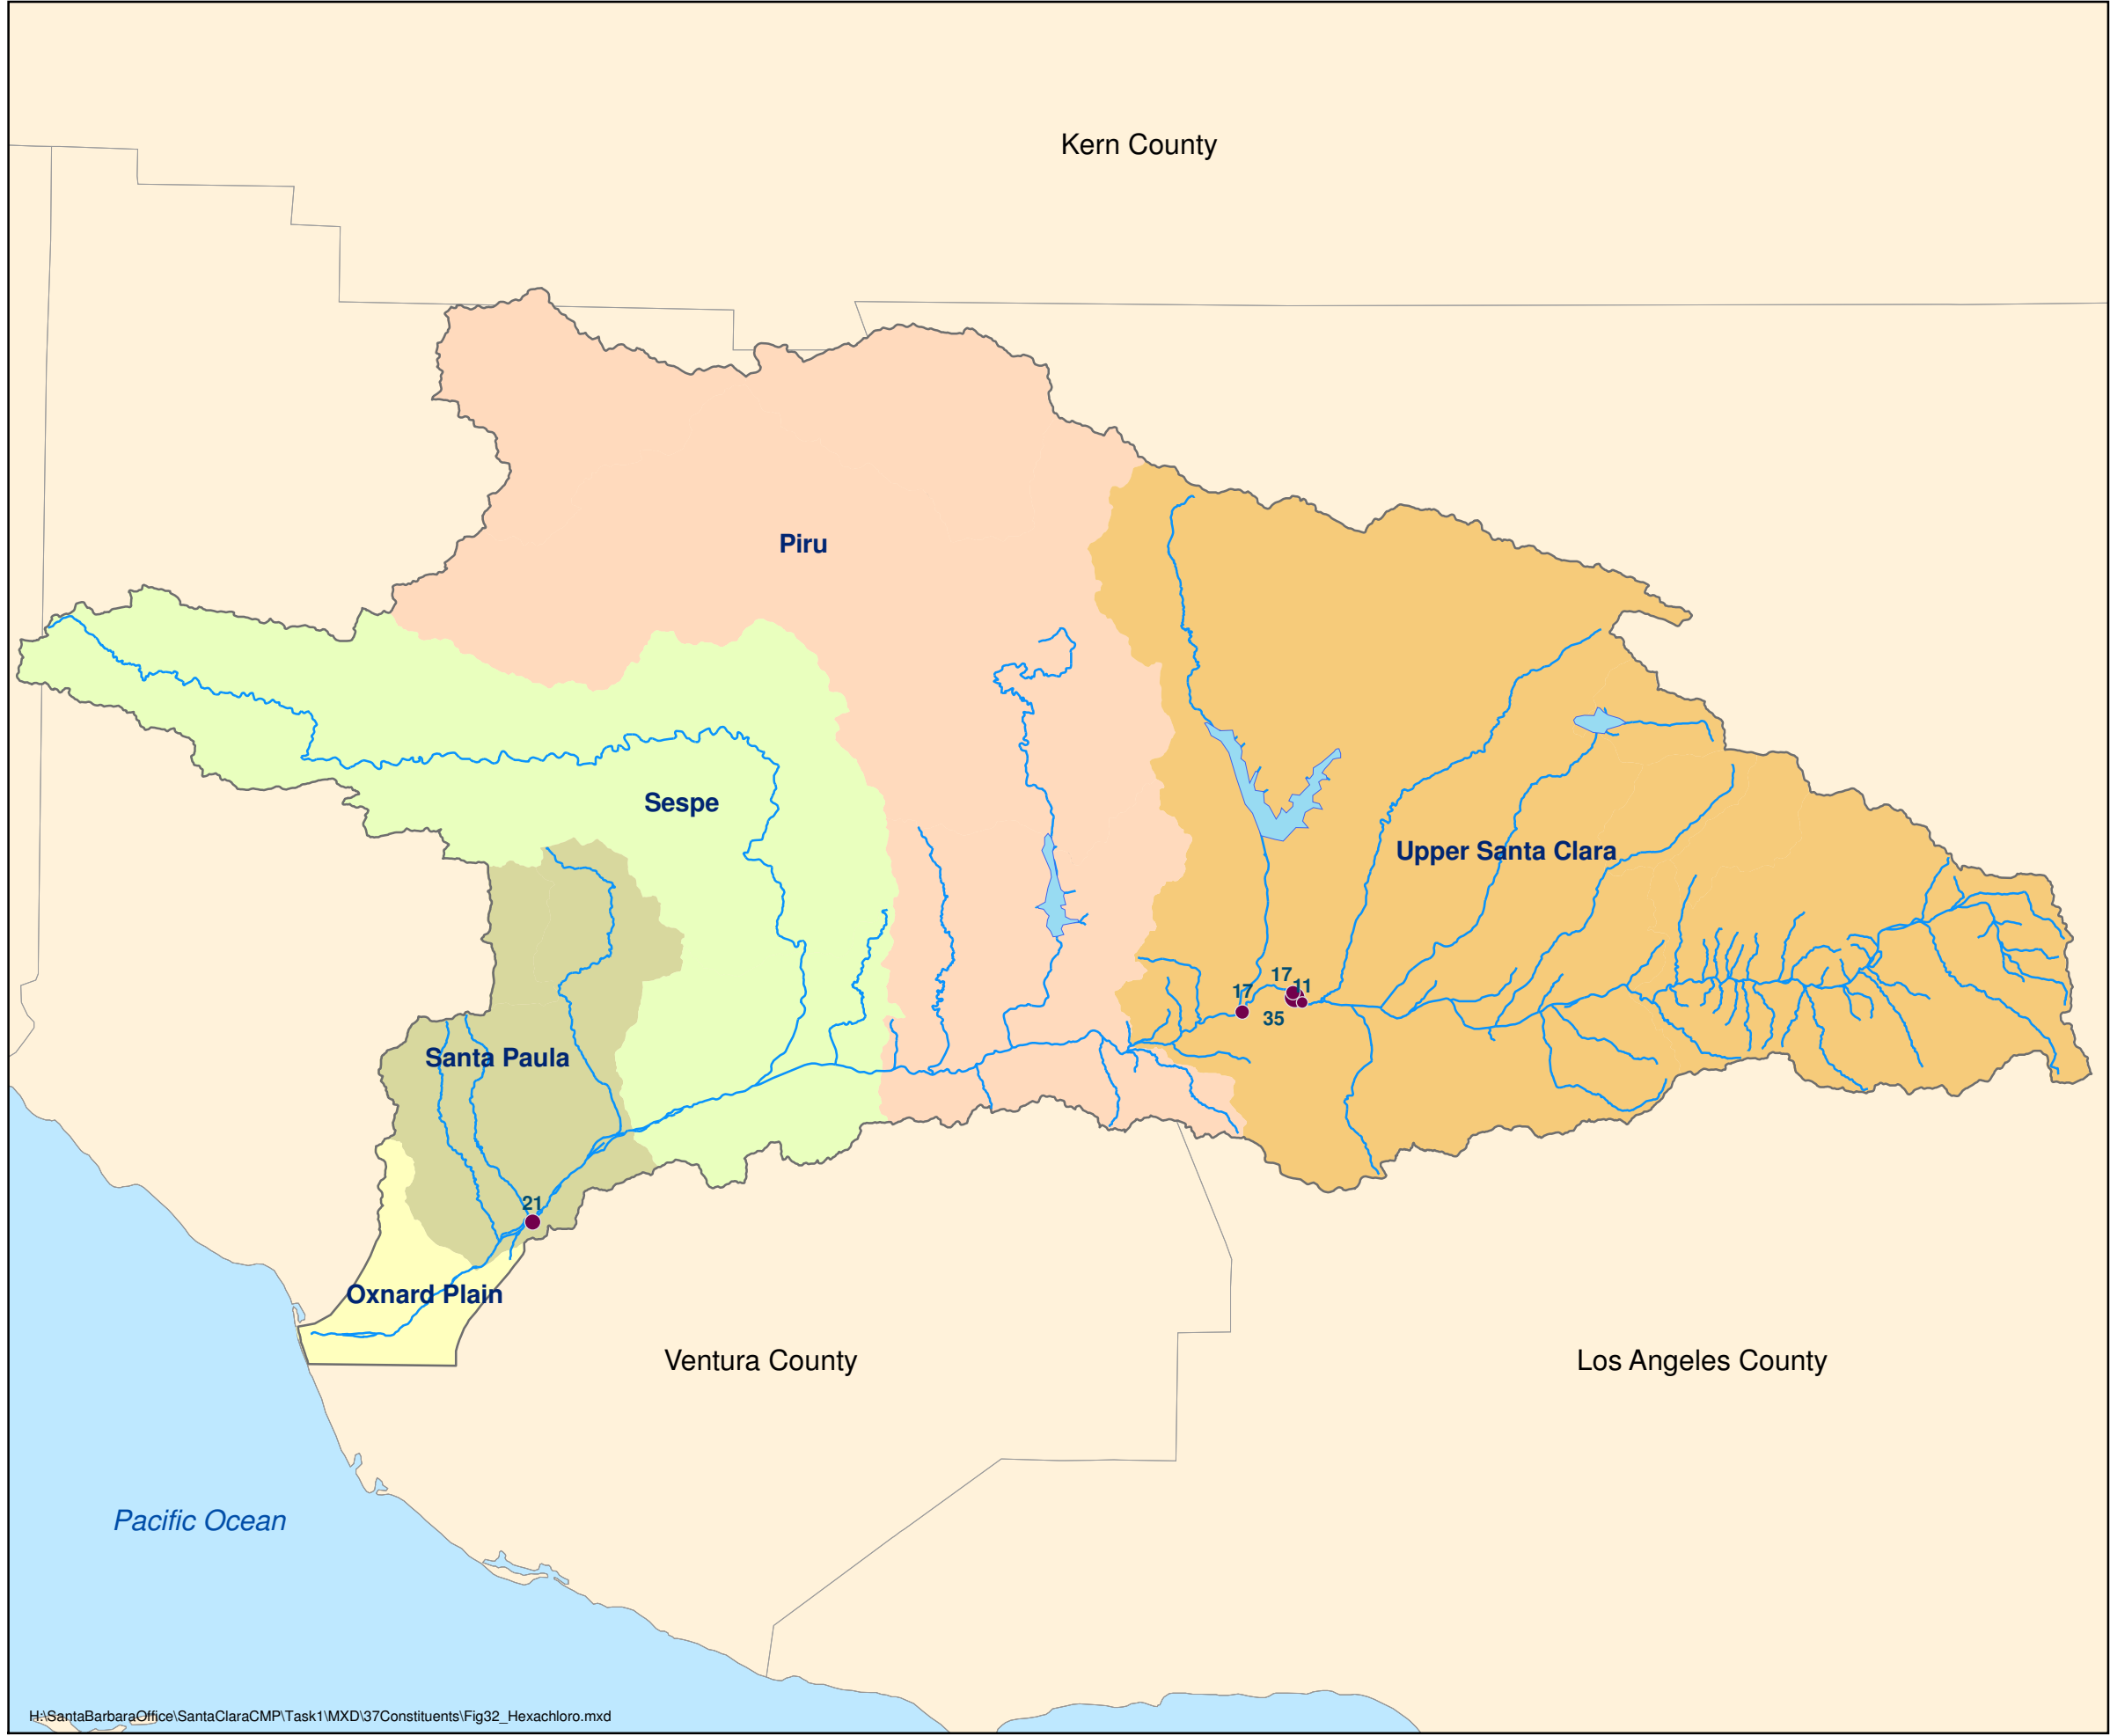 Kern County
Piru
Sespe
Upper Santa Clara
17
11
17
35
Santa Paula
21
Oxnard Plain
Ventura County
Los Angeles County
Pacific Ocean
H:\SantaBarbaraOffice\SantaClaraCMP\Task1\MXD\37Constituents\Fig32_Hexachloro.mxd